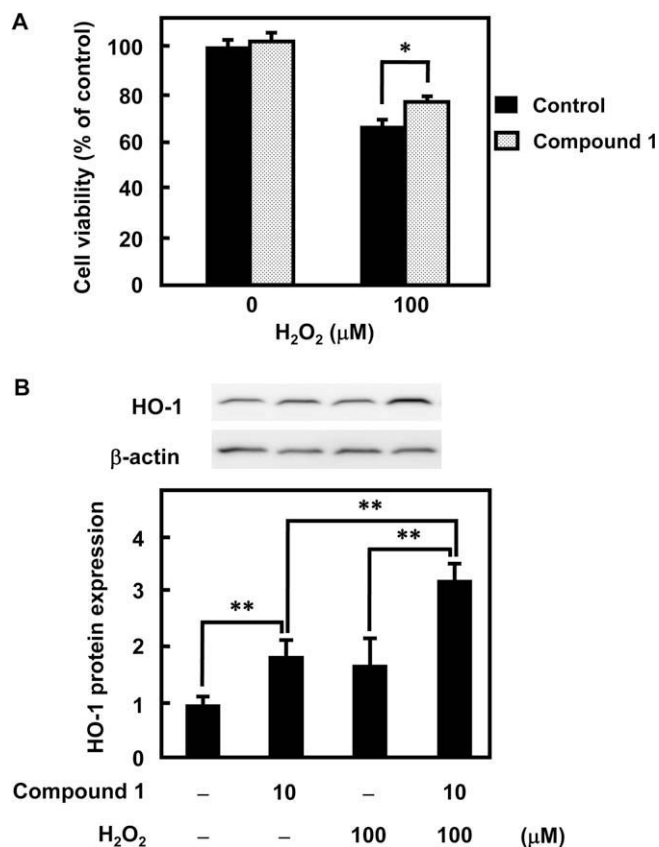 A
Cell viability (% of control)
100
80
60
40
20
0
*
Control
Compound 1
0 100
H₂O₂ (μM)
B
HO-1
β-actin
HO-1 protein expression
4
3
2
1
0
**
**
**
Compound 1 – 10 – 10
H₂O₂ – – 100 100 (μM)